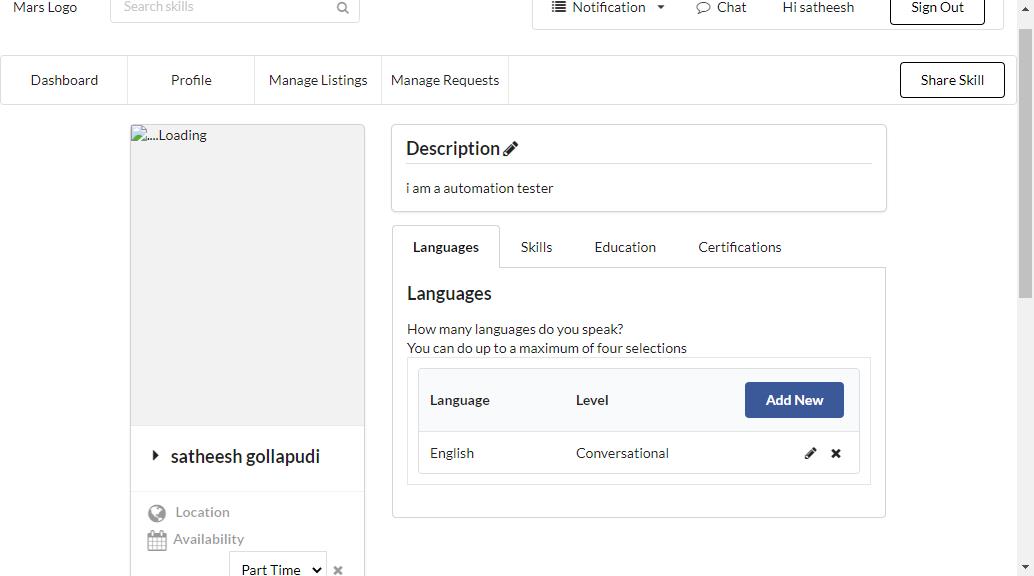 Mars Logo Search skills Notification Chat Hi satheesh Sign Out
Dashboard Profile Manage Listings Manage Requests Share Skill
....Loading
Description
i am a automation tester
Languages Skills Education Certifications
Languages
How many languages do you speak?
You can do up to a maximum of four selections
Language Level Add New
English Conversational
satheesh gollapudi
Location
Availability
Part Time